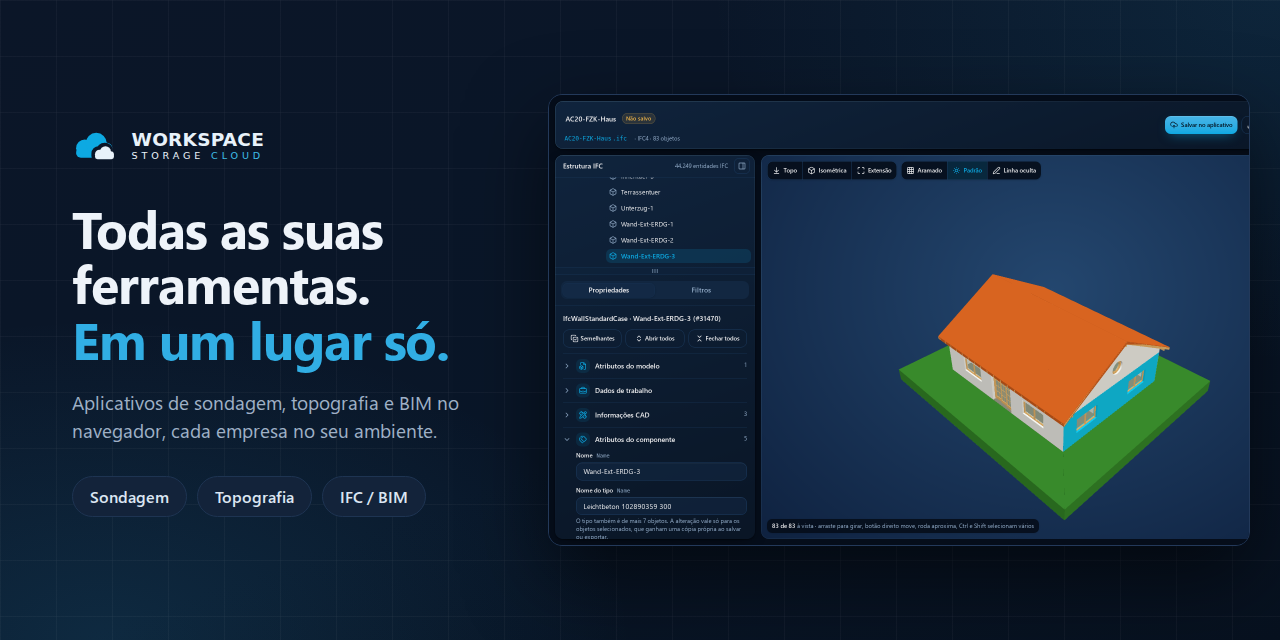 WORKSPACE
STORAGE CLOUD
Todas as suas
ferramentas.
Em um lugar só.
Aplicativos de sondagem, topografia e BIM no
navegador, cada empresa no seu ambiente.
Sondagem
Topografia
IFC / BIM
AC20-FZK-Haus
Não salvo
AC20-FZK-Haus.ifc · IFC4 · 83 objetos
Salvar no aplicativo
Estrutura IFC
44.249 entidades IFC
Terrassentuer
Unterzug-1
Wand-Ext-ERDG-1
Wand-Ext-ERDG-2
Wand-Ext-ERDG-3
Propriedades
Filtros
IfcWallStandardCase · Wand-Ext-ERDG-3 (#31470)
Semelhantes
Abrir todos
Fechar todos
Atributos do modelo 1
Dados de trabalho
Informações CAD 3
Atributos do componente 5
Nome Name
Wand-Ext-ERDG-3
Nome do tipo Name
Leichtbeton 102890359 300
O tipo também é de mais 7 objetos. A alteração vale só para os
objetos selecionados, que ganham uma cópia própria ao salvar
ou exportar.
Topo
Isométrica
Extensão
Aramado
Padrão
Linha oculta
83 de 83 à vista · arraste para girar, botão direito move, roda aproxima, Ctrl e Shift selecionam vários